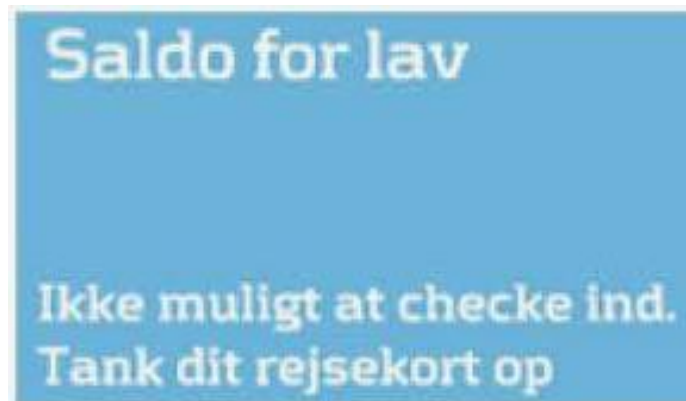 Saldo for lav
Ikke muligt at checke ind.
Tank dit rejsekort op